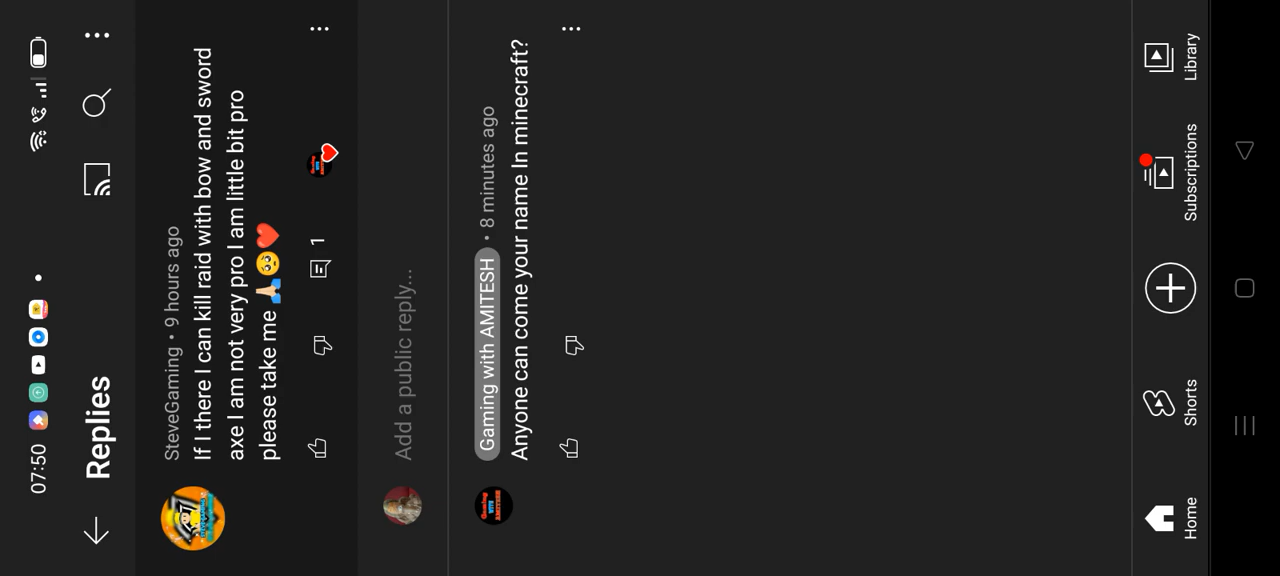 07:50
Replies
SteveGaming • 9 hours ago
If I there I can kill raid with bow and sword
axe I am not very pro I am little bit pro
please take me 🙏🏻🥺❤️
1
Add a public reply...
Gaming with AMITESH • 8 minutes ago
Anyone can come your name In minecraft?
Home
Shorts
Subscriptions
Library